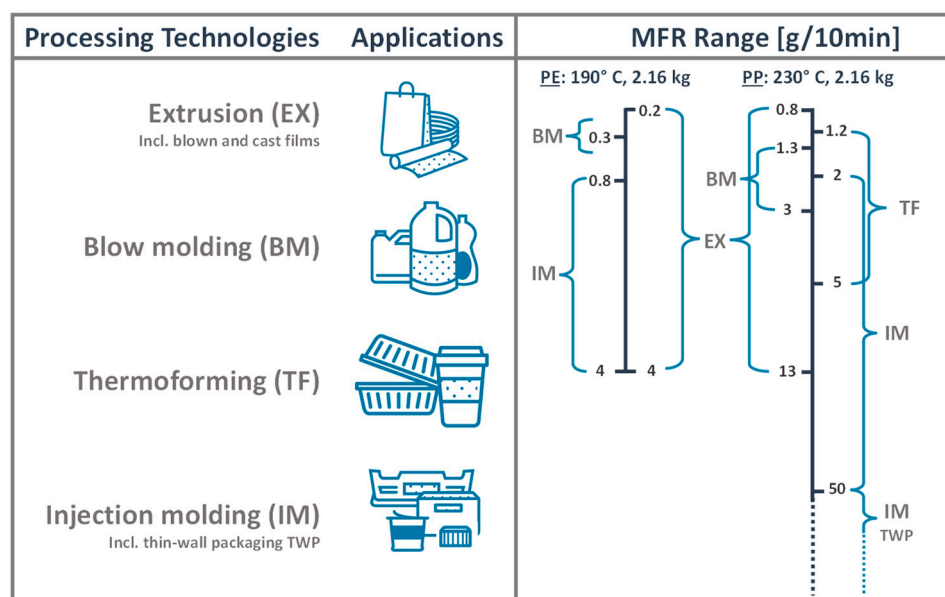 Processing Technologies Applications MFR Range [g/10min]
PE: 190° C, 2.16 kg PP: 230° C, 2.16 kg
Extrusion (EX)
Incl. blown and cast films
Blow molding (BM)
Thermoforming (TF)
Injection molding (IM)
Incl. thin-wall packaging TWP
0.2
BM 0.3
0.8
IM
4 4
EX
0.8
1.2
1.3
BM 2
3 TF
5
IM
13
50
IM
TWP